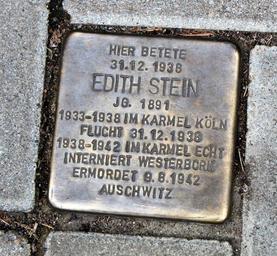 HIER BETETE
31.12. 1938
EDITH STEIN
JG. 1891
1933-1938 IM KARMEL KÖLN
FLUCHT 31.12.1938
1938-1942 IM KARMEL ECHT
INTERNIERT WESTERBORK
ERMORDET 9.8.1942
AUSCHWITZ